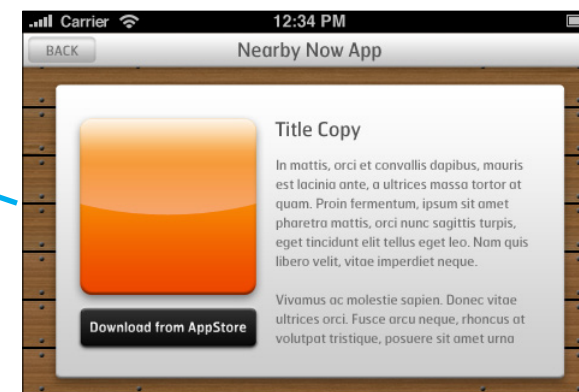 Carrier 12:34 PM
BACK Nearby Now App
Title Copy
In mattis, orci et convallis dapibus, mauris
est lacinia ante, a ultrices massa tortor at
quam. Proin fermentum, ipsum sit amet
pharetra mattis, orci nunc sagittis turpis,
eget tincidunt elit tellus eget leo. Nam quis
libero velit, vitae imperdiet neque.
Vivamus ac molestie sapien. Donec vitae
ultrices orci. Fusce arcu neque, rhoncus at
volutpat tristique, posuere sit amet urna
Download from AppStore